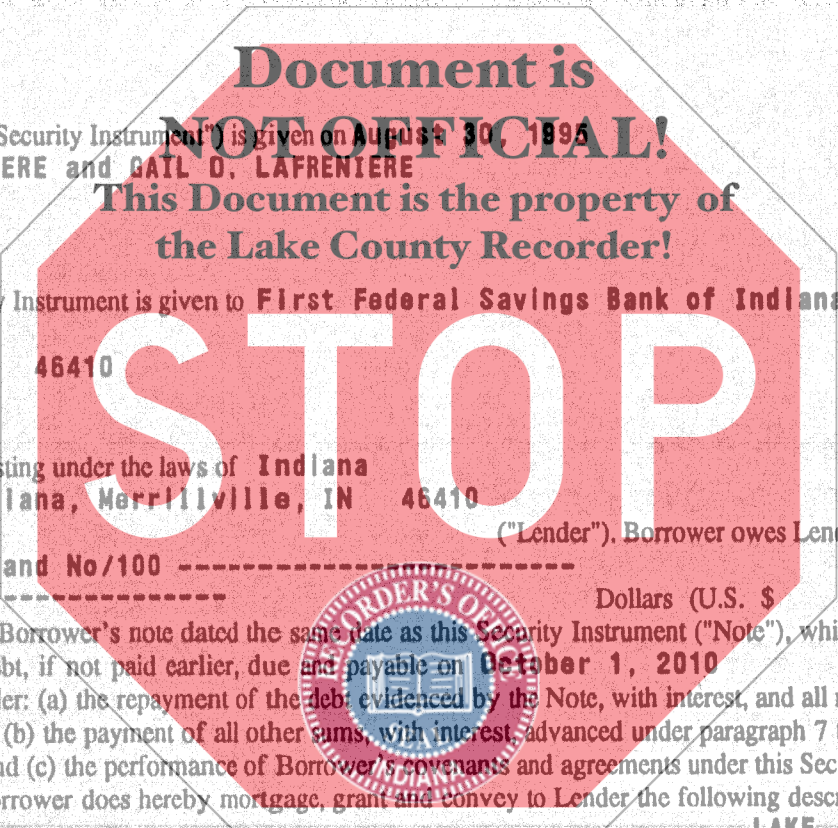 Document is
Security Instrument") is given on August 30, 1995
NOT OFFICIAL!
ERE and GAIL D. LAFRENIERE
This Document is the property of
the Lake County Recorder!
Instrument is given to First Federal Savings Bank of Indiana
46410
STOP
sting under the laws of Indiana
iana, Merrillville, IN 46410
("Lender"). Borrower owes Lend
and No/100 ---------------------------
---------------
Dollars (U.S. $
RECORDER'S OFFICE
Borrower's note dated the same date as this Security Instrument ("Note"), whi
bt, if not paid earlier, due and payable on October 1, 2010
er: (a) the repayment of the debt evidenced by the Note, with interest, and all
(b) the payment of all other sums, with interest, advanced under paragraph 7
nd (c) the performance of Borrower's covenants and agreements under this Sec
INDIANA
rrower does hereby mortgage, grant and convey to Lender the following descr
LAKE